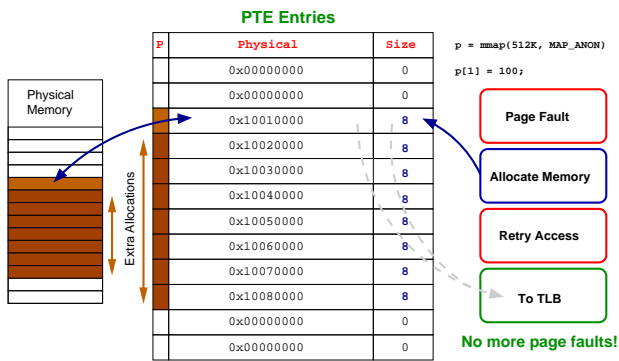 PTE Entries
P Physical Size
0x00000000 0
0x00000000 0
0x10010000 8
0x10020000 8
0x10030000 8
0x10040000 8
0x10050000 8
0x10060000 8
0x10070000 8
0x10080000 8
0x00000000 0
0x00000000 0
Physical
Memory
Extra Allocations
p = mmap(512K, MAP_ANON)
p[1] = 100;
Page Fault
Allocate Memory
Retry Access
To TLB
No more page faults!